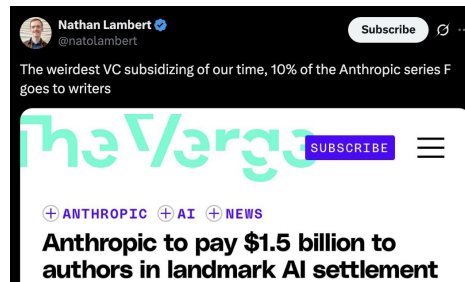 Nathan Lambert
Subscribe
@natolambert
The weirdest VC subsidizing of our time, 10% of the Anthropic series F
goes to writers
The Verge
SUBSCRIBE
ANTHROPIC AI NEWS
Anthropic to pay $1.5 billion to
authors in landmark AI settlement